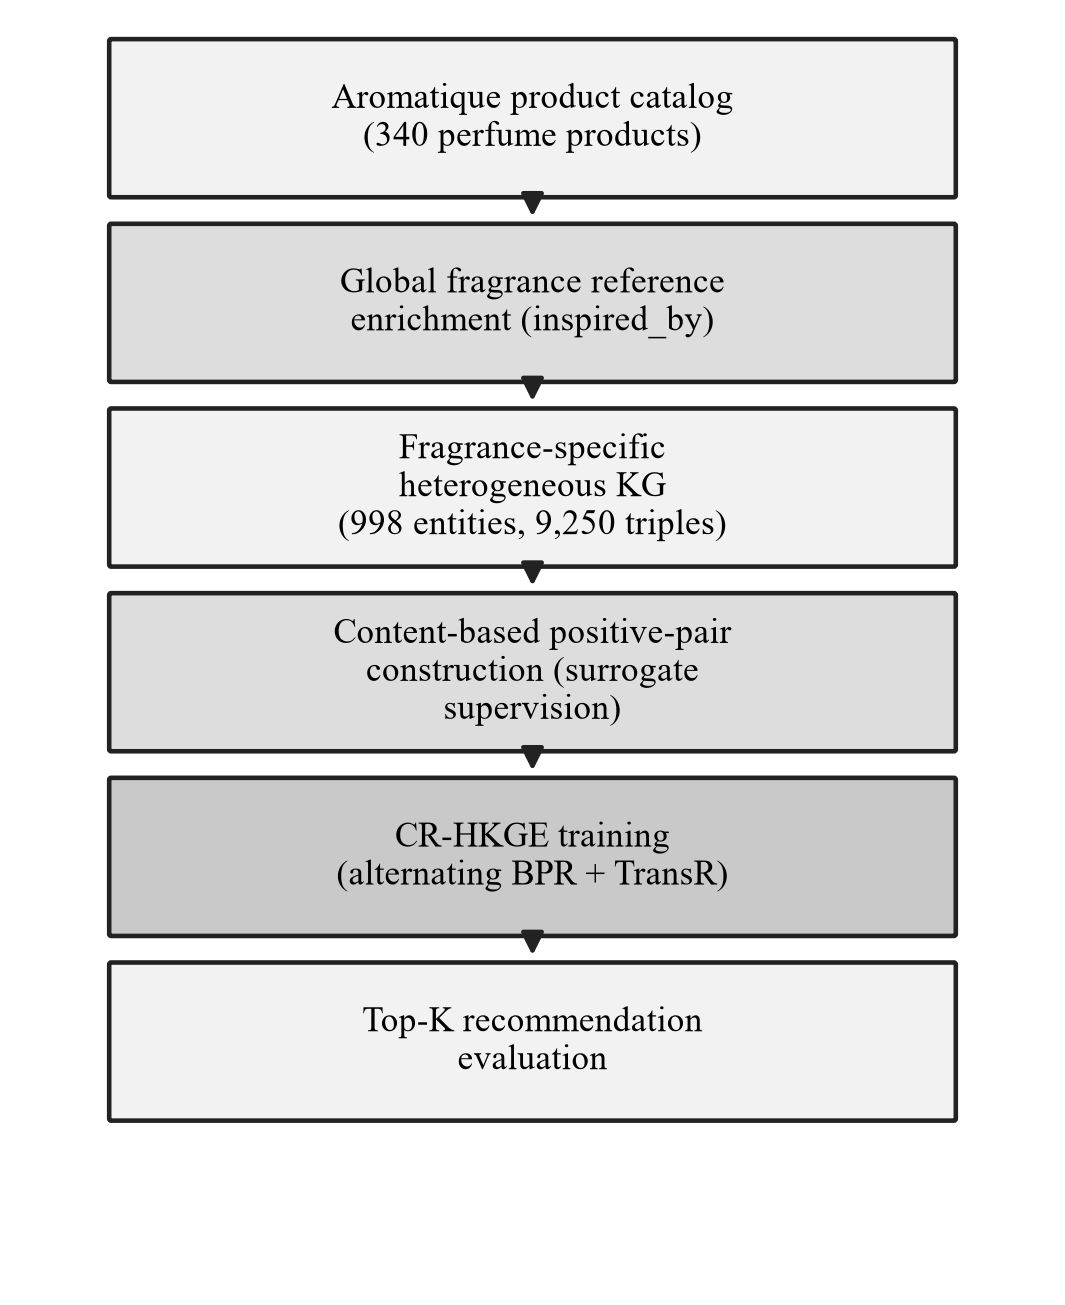 Aromatique product catalog
(340 perfume products)
Global fragrance reference
enrichment (inspired_by)
Fragrance-specific
heterogeneous KG
(998 entities, 9,250 triples)
Content-based positive-pair
construction (surrogate
supervision)
CR-HKGE training
(alternating BPR + TransR)
Top-K recommendation
evaluation